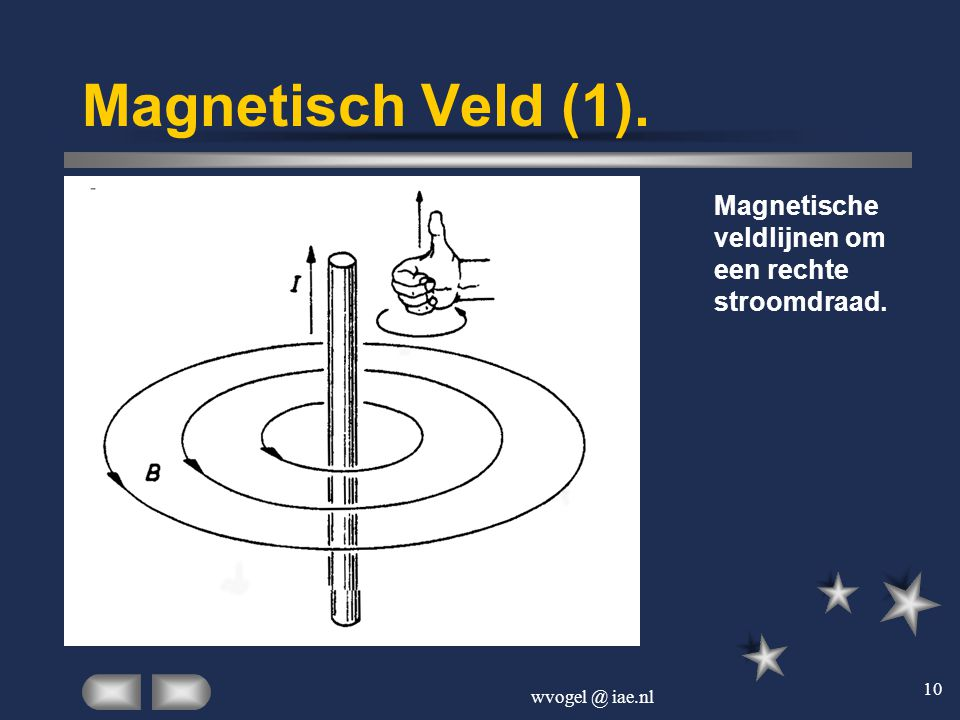 Magnetisch Veld (1).
I
B
Magnetische
veldlijnen om
een rechte
stroomdraad.
wvogel @ iae.nl
10